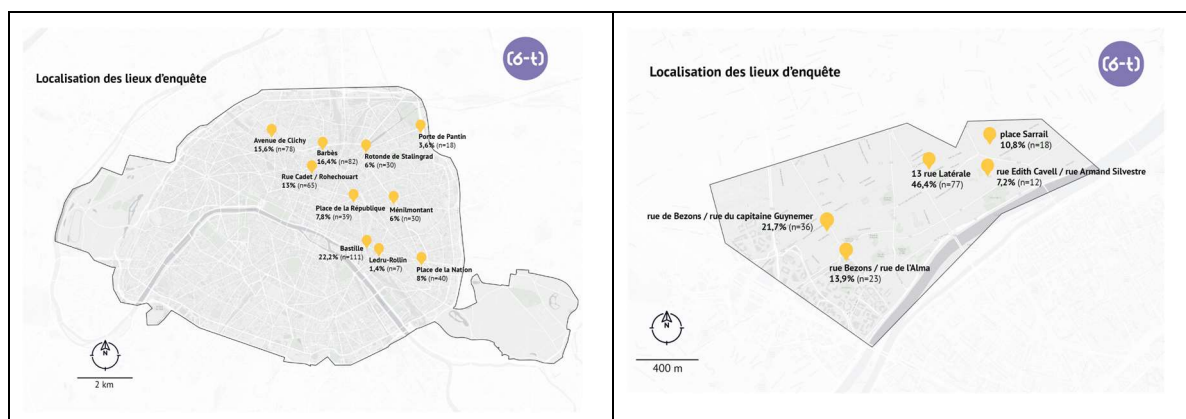 (6-t)
Localisation des lieux d'enquête
Avenue de Clichy
15,6% (n=78)
Barbès
16,4% (n=82)
Porte de Pantin
3,6% (n=18)
Rotonde de Stalingrad
6% (n=30)
Rue Cadet / Rohechouart
13% (n=65)
Place de la République
7,8% (n=39)
Ménilmontant
6% (n=30)
Bastille
22,2% (n=111)
Ledru-Rollin
1,4% (n=7)
Place de la Nation
8% (n=40)
N
2 km
(6-t)
Localisation des lieux d'enquête
place Sarrail
10,8% (n=18)
13 rue Latérale
46,4% (n=77)
rue Edith Cavell / rue Armand Silvestre
7,2% (n=12)
rue de Bezons / rue du capitaine Guynemer
21,7% (n=36)
rue Bezons / rue de l'Alma
13,9% (n=23)
N
400 m